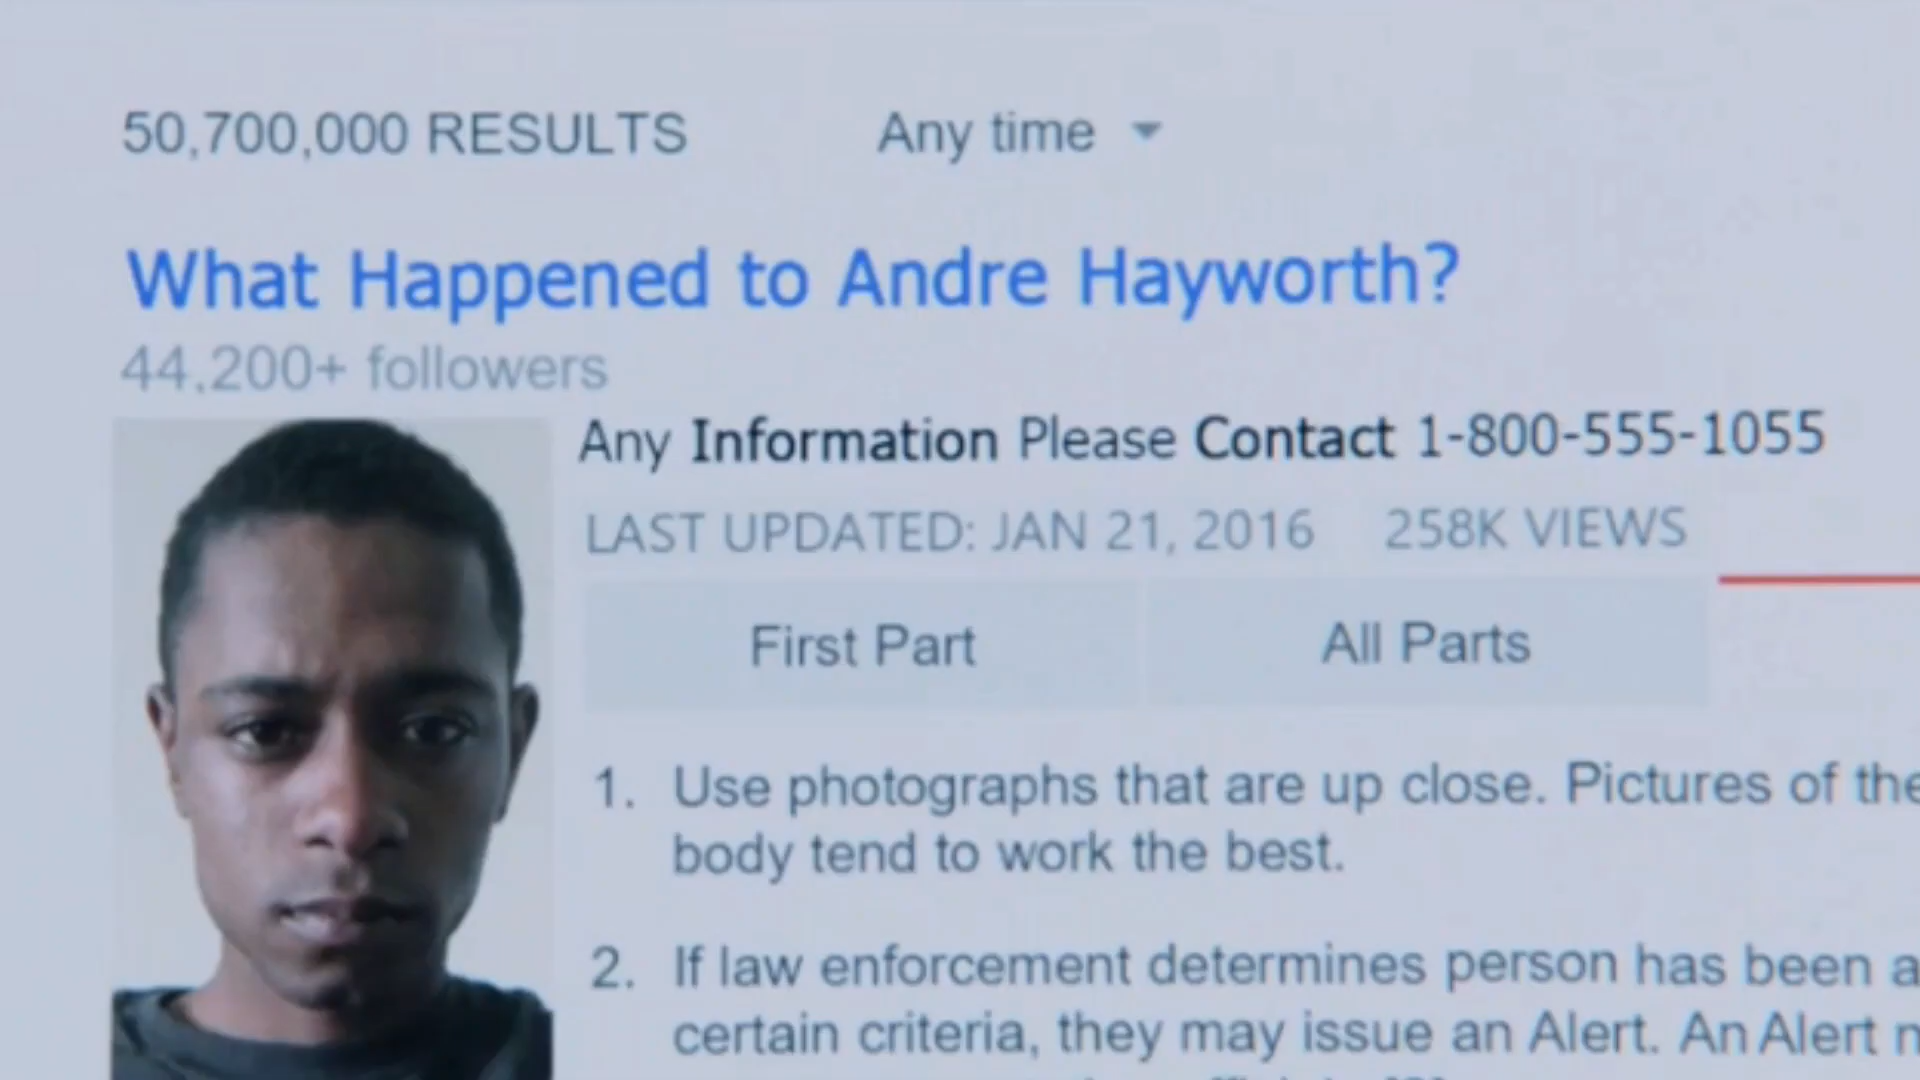 50,700,000 RESULTS Any time
What Happened to Andre Hayworth?
44,200+ followers
Any Information Please Contact 1-800-555-1055
LAST UPDATED: JAN 21, 2016 258K VIEWS
First Part All Parts
1. Use photographs that are up close. Pictures of the
body tend to work the best.
2. If law enforcement determines person has been a
certain criteria, they may issue an Alert. An Alert